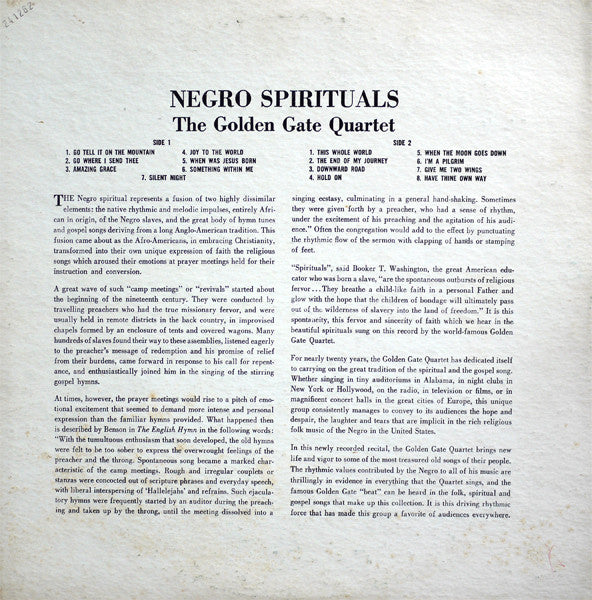 241282
NEGRO SPIRITUALS
The Golden Gate Quartet
SIDE 1
1. GO TELL IT ON THE MOUNTAIN
2. GO WHERE I SEND THEE
3. AMAZING GRACE
4. JOY TO THE WORLD
5. WHEN WAS JESUS BORN
6. SOMETHING WITHIN ME
7. SILENT NIGHT
SIDE 2
1. THIS WHOLE WORLD
2. THE END OF MY JOURNEY
3. DOWNWARD ROAD
4. HOLD ON
5. WHEN THE MOON GOES DOWN
6. I'M A PILGRIM
7. GIVE ME TWO WINGS
8. HAVE THINE OWN WAY
THE Negro spiritual represents a fusion of two highly dissimilar
elements: the native rhythmic and melodic impulses, entirely Afri-
can in origin, of the Negro slaves, and the great body of hymn tunes
and gospel songs deriving from a long Anglo-American tradition. This
fusion came about as the Afro-Americans, in embracing Christianity,
transformed into their own unique expression of faith the religious
songs which aroused their emotions at prayer meetings held for their
instruction and conversion.
A great wave of such "camp meetings" or "revivals" started about
the beginning of the nineteenth century. They were conducted by
travelling preachers who had the true missionary fervor, and were
usually held in remote districts in the back country, in improvised
chapels formed by an enclosure of tents and covered wagons. Many
hundreds of slaves found their way to these assemblies, listened eagerly
to the preacher's message of redemption and his promise of relief
from their burdens, came forward in response to his call for repent-
ance, and enthusiastically joined him in the singing of the stirring
gospel hymns.
At times, however, the prayer meetings would rise to a pitch of emo-
tional excitement that seemed to demand more intense and personal
expression than the familiar hymns provided. What happened then
is described by Benson in The English Hymn in the following words:
"With the tumultuous enthusiasm that soon developed, the old hymns
were felt to be too sober to express the overwrought feelings of the
preacher and the throng. Spontaneous song became a marked char-
acteristic of the camp meetings. Rough and irregular couplets or
stanzas were concocted out of scripture phrases and everyday speech,
with liberal interspersing of 'Hallelejahs' and refrains. Such ejacula-
tory hymns were frequently started by an auditor during the preach-
ing and taken up by the throng, until the meeting dissolved into a
singing ecstasy, culminating in a general hand-shaking. Sometimes
they were given forth by a preacher, who had a sense of rhythm,
under the excitement of his preaching and the agitation of his audi-
ence." Often the congregation would add to the effect by punctuating
the rhythmic flow of the sermon with clapping of hands or stamping
of feet.
"Spirituals", said Booker T. Washington, the great American edu-
cator who was born a slave, "are the spontaneous outbursts of religious
fervor . . . They breathe a child-like faith in a personal Father and
glow with the hope that the children of bondage will ultimately pass
out of the wilderness of slavery into the land of freedom." It is this
spontaneity, this fervor and sincerity of faith which we hear in the
beautiful spirituals sung on this record by the world-famous Golden
Gate Quartet.
For nearly twenty years, the Golden Gate Quartet has dedicated itself
to carrying on the great tradition of the spiritual and the gospel song.
Whether singing in tiny auditoriums in Alabama, in night clubs in
New York or Hollywood, on the radio, in television or films, or in
magnificent concert halls in the great cities of Europe, this unique
group consistently manages to convey to its audiences the hope and
despair, the laughter and tears that are implicit in the rich religious
folk music of the Negro in the United States.
In this newly recorded recital, the Golden Gate Quartet brings new
life and vigor to some of the most treasured old songs of their people.
The rhythmic values contributed by the Negro to all of his music are
thrillingly in evidence in everything that the Quartet sings, and the
famous Golden Gate "beat" can be heard in the folk, spiritual and
gospel songs that make up this collection. It is this driving rhythmic
force that has made this group a favorite of audiences everywhere.